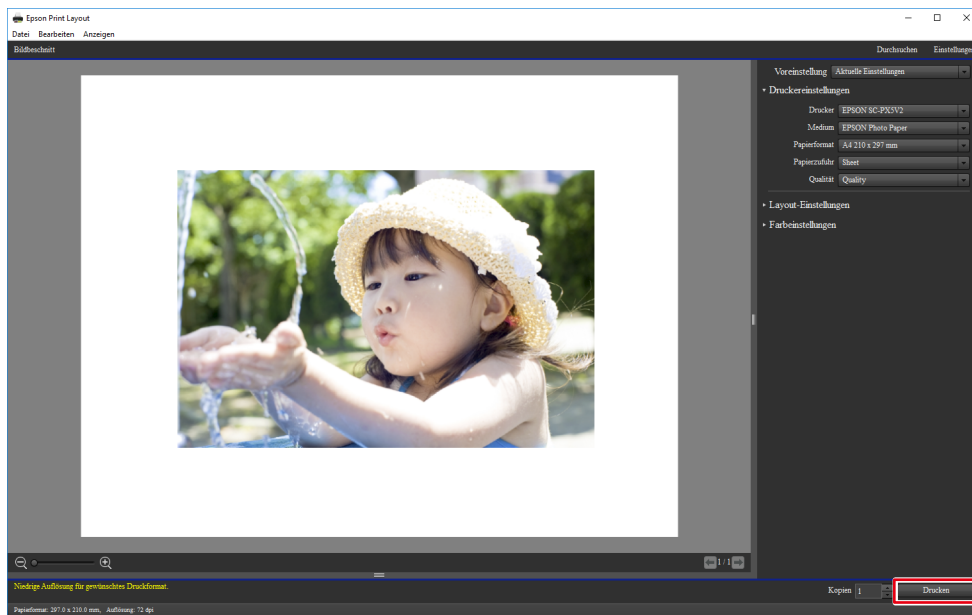 Epson Print Layout
Datei Bearbeiten Anzeigen
Bildbeschnitt Durchsuchen Einstellunge
Voreinstellung Aktuelle Einstellungen
Druckereinstellungen
Drucker EPSON SC-PX5V2
Medium EPSON Photo Paper
Papierformat A4 210 x 297 mm
Papierzufuhr Sheet
Qualität Quality
Layout-Einstellungen
Farbeinstellungen
1 / 1
Niedrige Auflösung für gewünschtes Druckformat.
Kopien 1 Drucken
Papierformat: 297.0 x 210.0 mm, Auflösung: 72 dpi